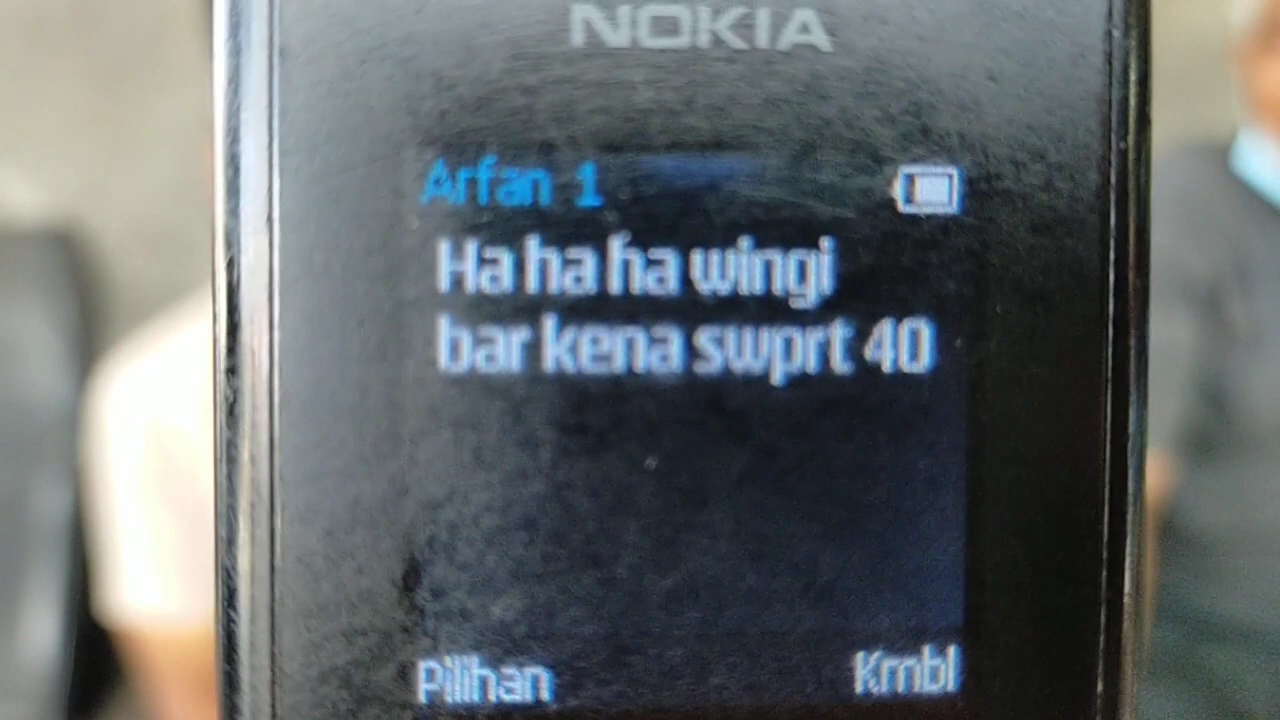 NOKIA
Arfan 1
Ha ha ha wingi
bar kena swprt 40
Pilihan Kmbl